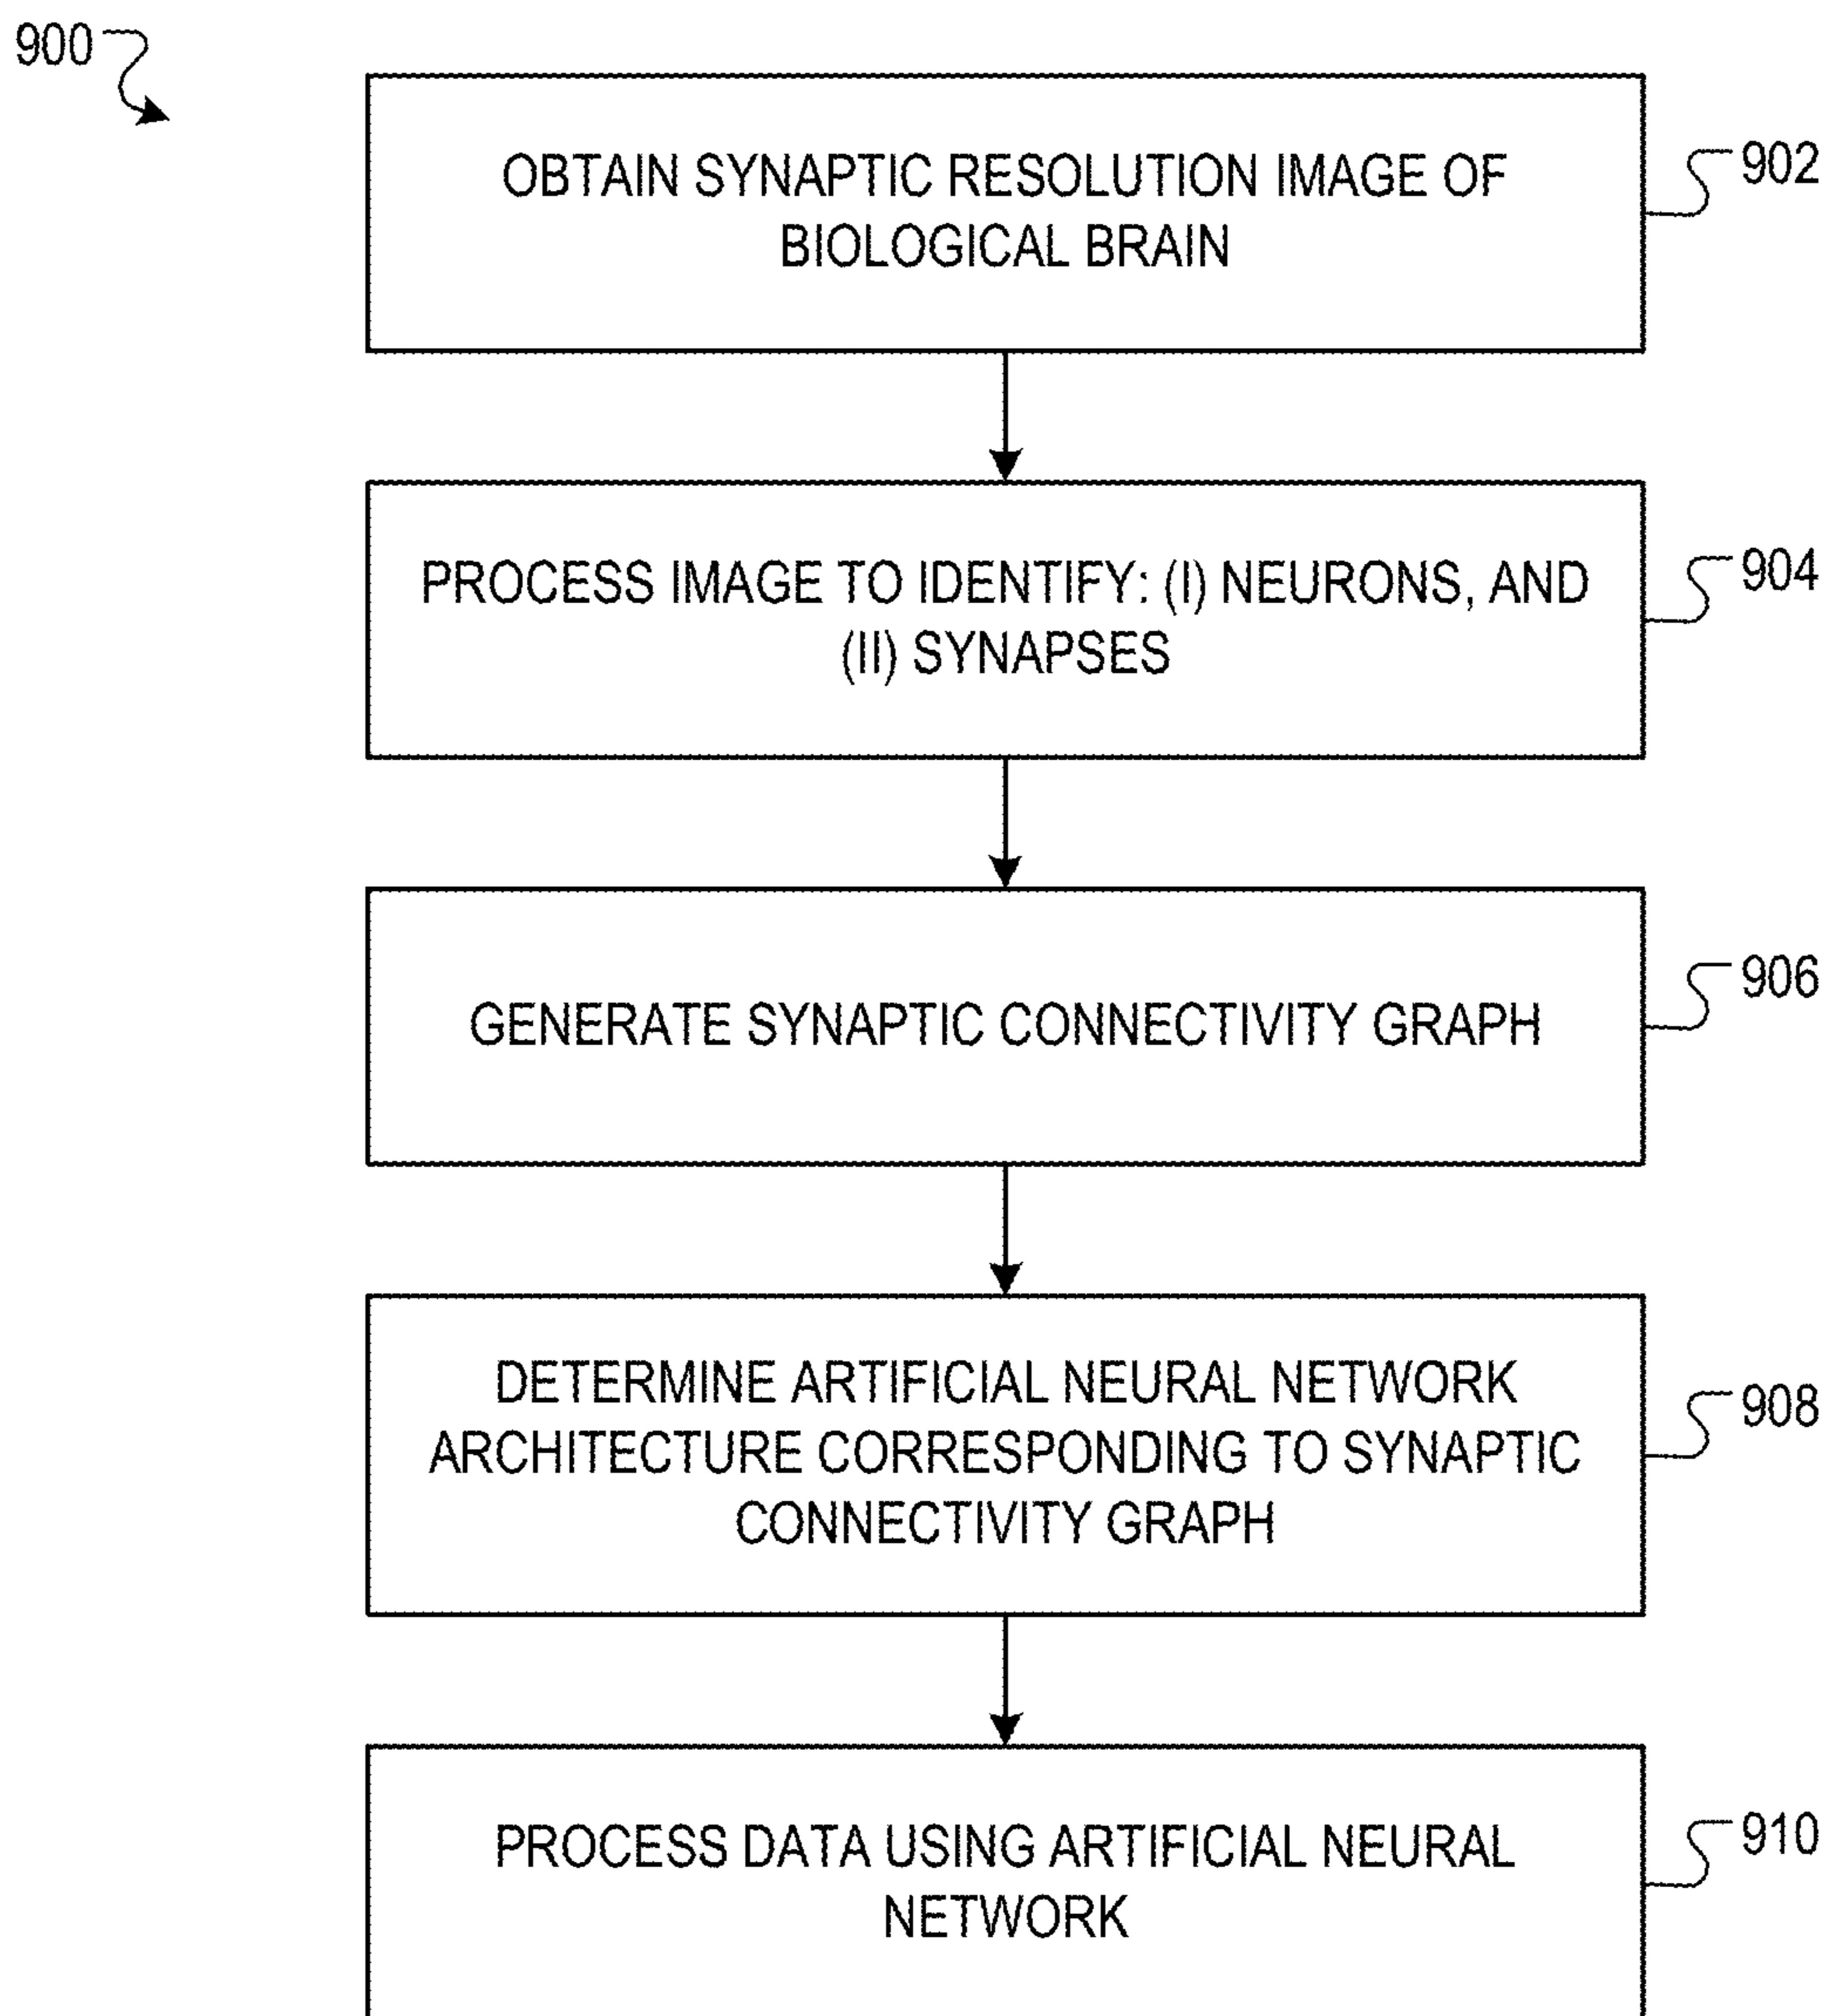 900
OBTAIN SYNAPTIC RESOLUTION IMAGE OF
BIOLOGICAL BRAIN
902
PROCESS IMAGE TO IDENTIFY: (I) NEURONS, AND
(II) SYNAPSES
904
GENERATE SYNAPTIC CONNECTIVITY GRAPH
906
DETERMINE ARTIFICIAL NEURAL NETWORK
ARCHITECTURE CORRESPONDING TO SYNAPTIC
CONNECTIVITY GRAPH
908
PROCESS DATA USING ARTIFICIAL NEURAL
NETWORK
910